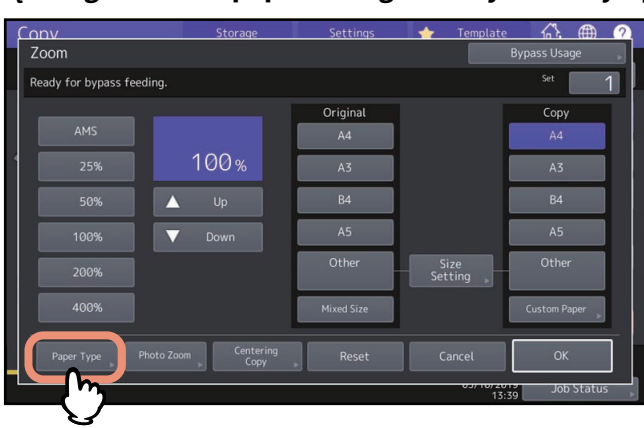 Copy Storage Settings Template
Zoom Bypass Usage
Ready for bypass feeding. Set 1
Original Copy
AMS A4 A4
25% 100% A3 A3
50% Up B4 B4
100% Down A5 A5
200% Other Size Setting Other
400% Mixed Size Custom Paper
Paper Type Photo Zoom Centering Copy Reset Cancel OK
13:39 Job Status